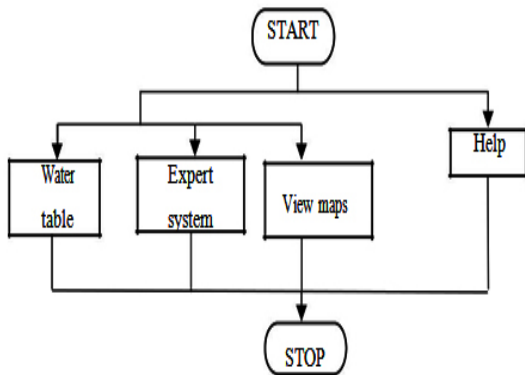 START
Water
table
Expert
system
View maps
Help
STOP